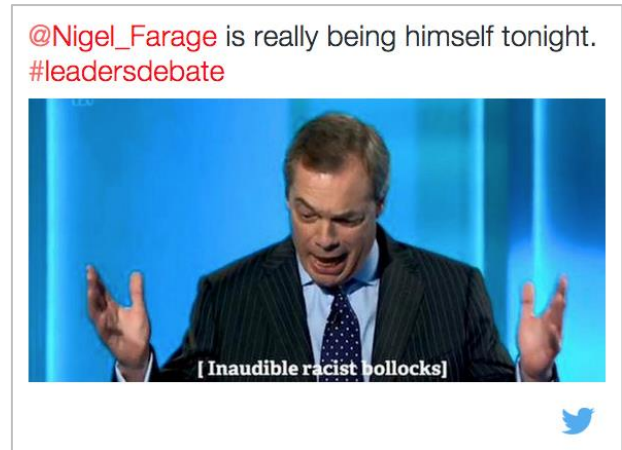 @Nigel_Farage is really being himself tonight.
#leadersdebate
[ Inaudible racist bollocks]